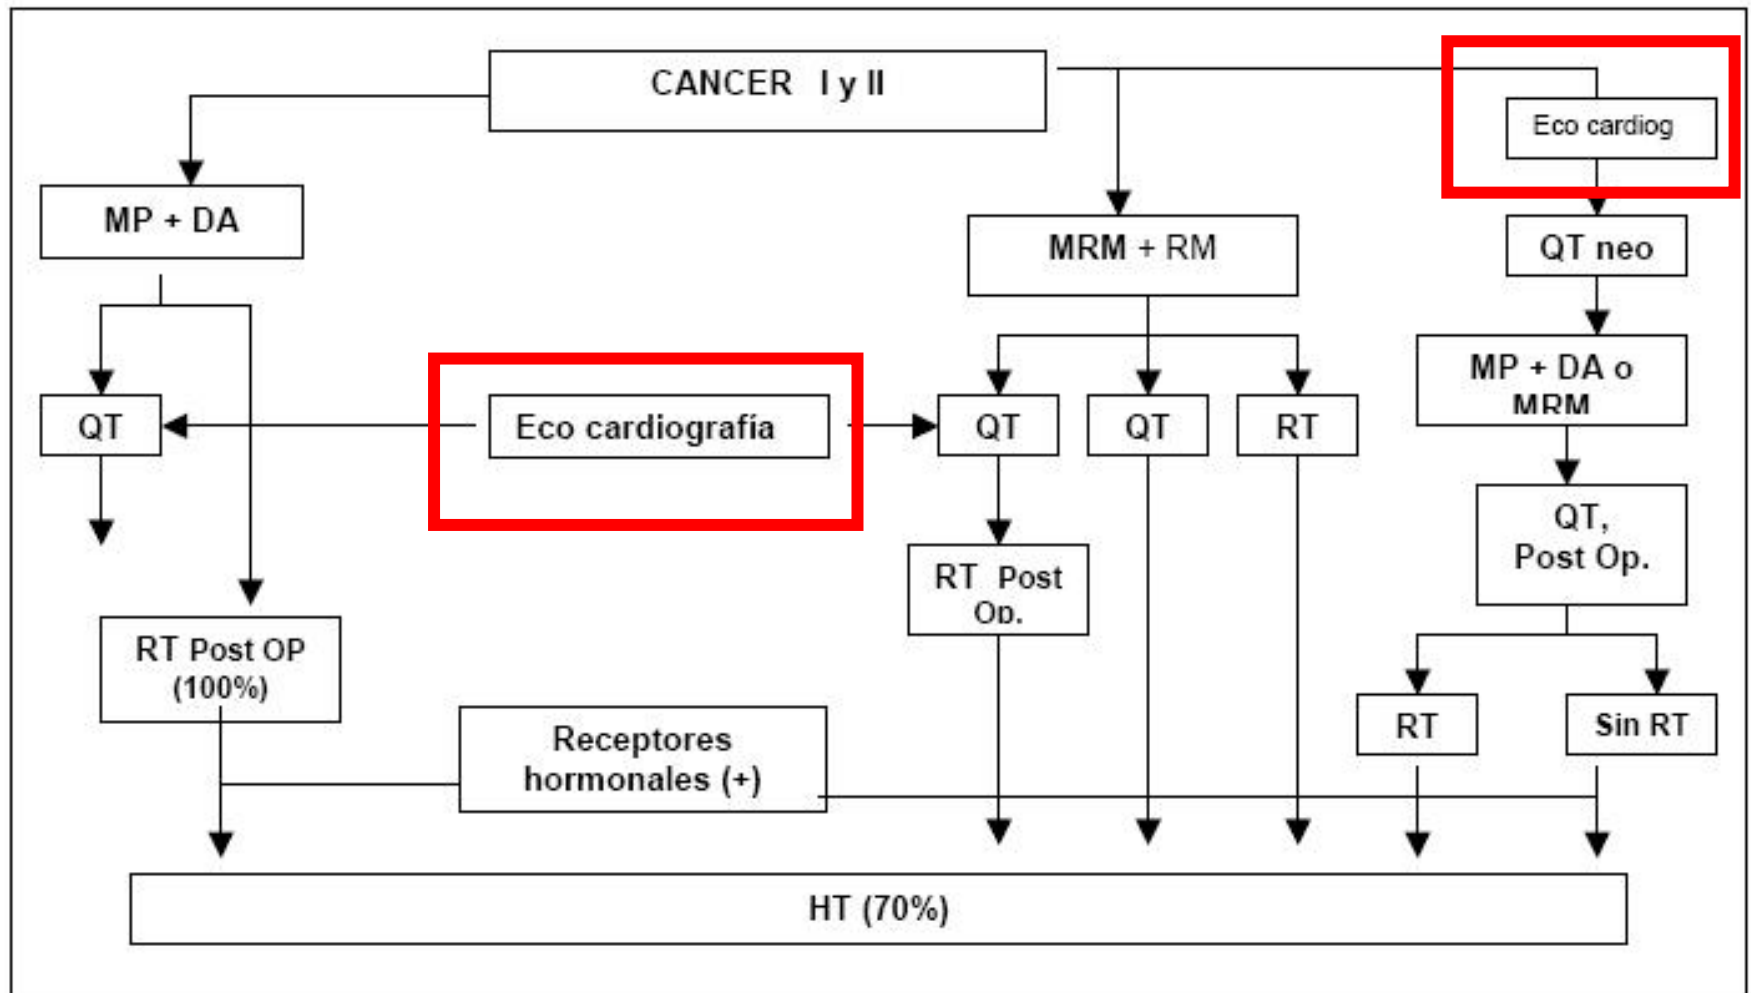 CANCER I y II
Eco cardiog
MP + DA
MRM + RM
QT neo
MP + DA o
MRM
QT
Eco cardiografía
QT
QT
RT
QT,
Post Op.
RT Post
Op.
RT Post OP
(100%)
Receptores
hormonales (+)
RT
Sin RT
HT (70%)